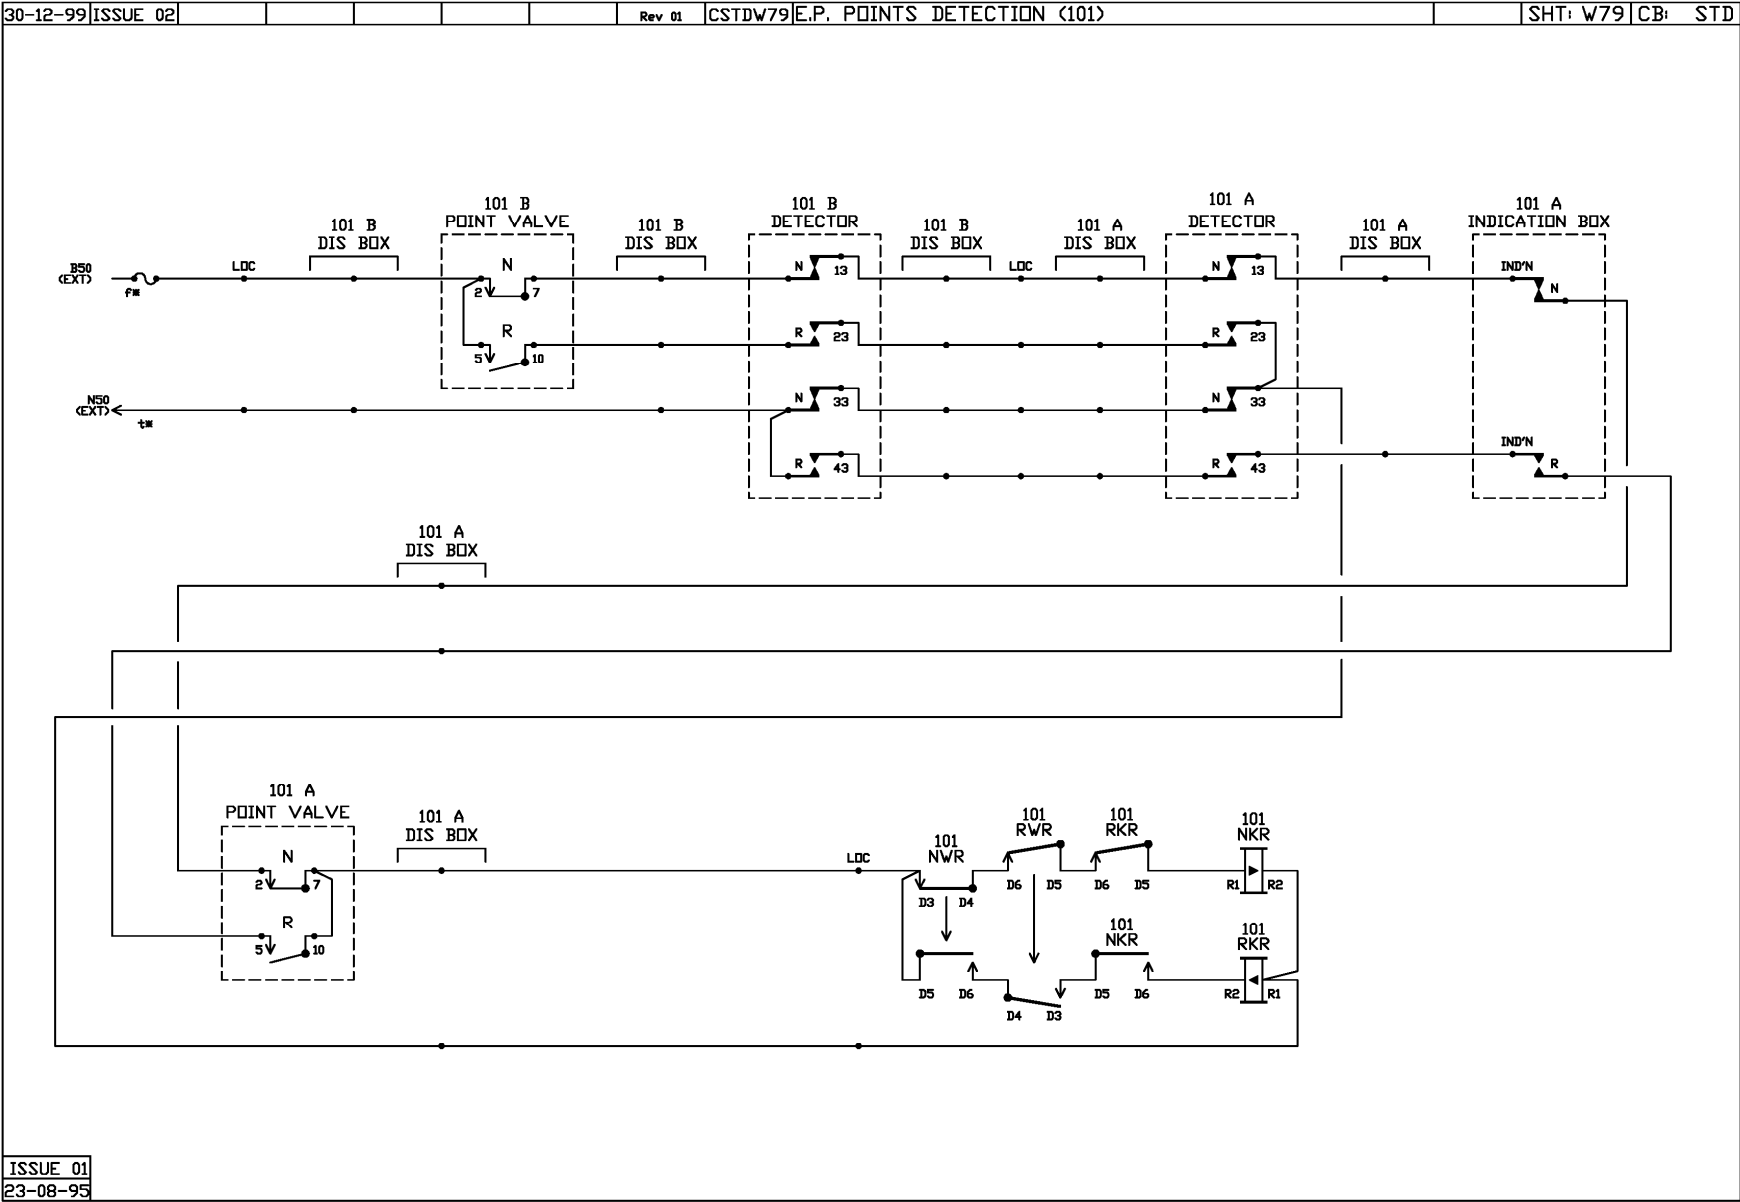 30-12-99 ISSUE 02 Rev 01 CSTDW79 E.P. POINTS DETECTION (101) SHT: W79 CB: STD
101 B
POINT VALVE
101 B
DETECTOR
101 A
DETECTOR
101 A
INDICATION BOX
101 B
DIS BOX
101 B
DIS BOX
101 B
DIS BOX
101 A
DIS BOX
101 A
DIS BOX
B50
(EXT)
f*
LOC
N
2 7
R
5 10
N 13
R 23
N 33
R 43
LOC
N 13
R 23
N 33
R 43
IND'N
N
IND'N
R
N50
(EXT)
t*
101 A
DIS BOX
101 A
POINT VALVE
N
2 7
R
5 10
101 A
DIS BOX
LOC
101
NWR
D3 D4
D5 D6
101
RWR
D6 D5
D4 D3
101
RKR
D6 D5
101
NKR
D5 D6
101
NKR
R1 R2
101
RKR
R2 R1
ISSUE 01
23-08-95